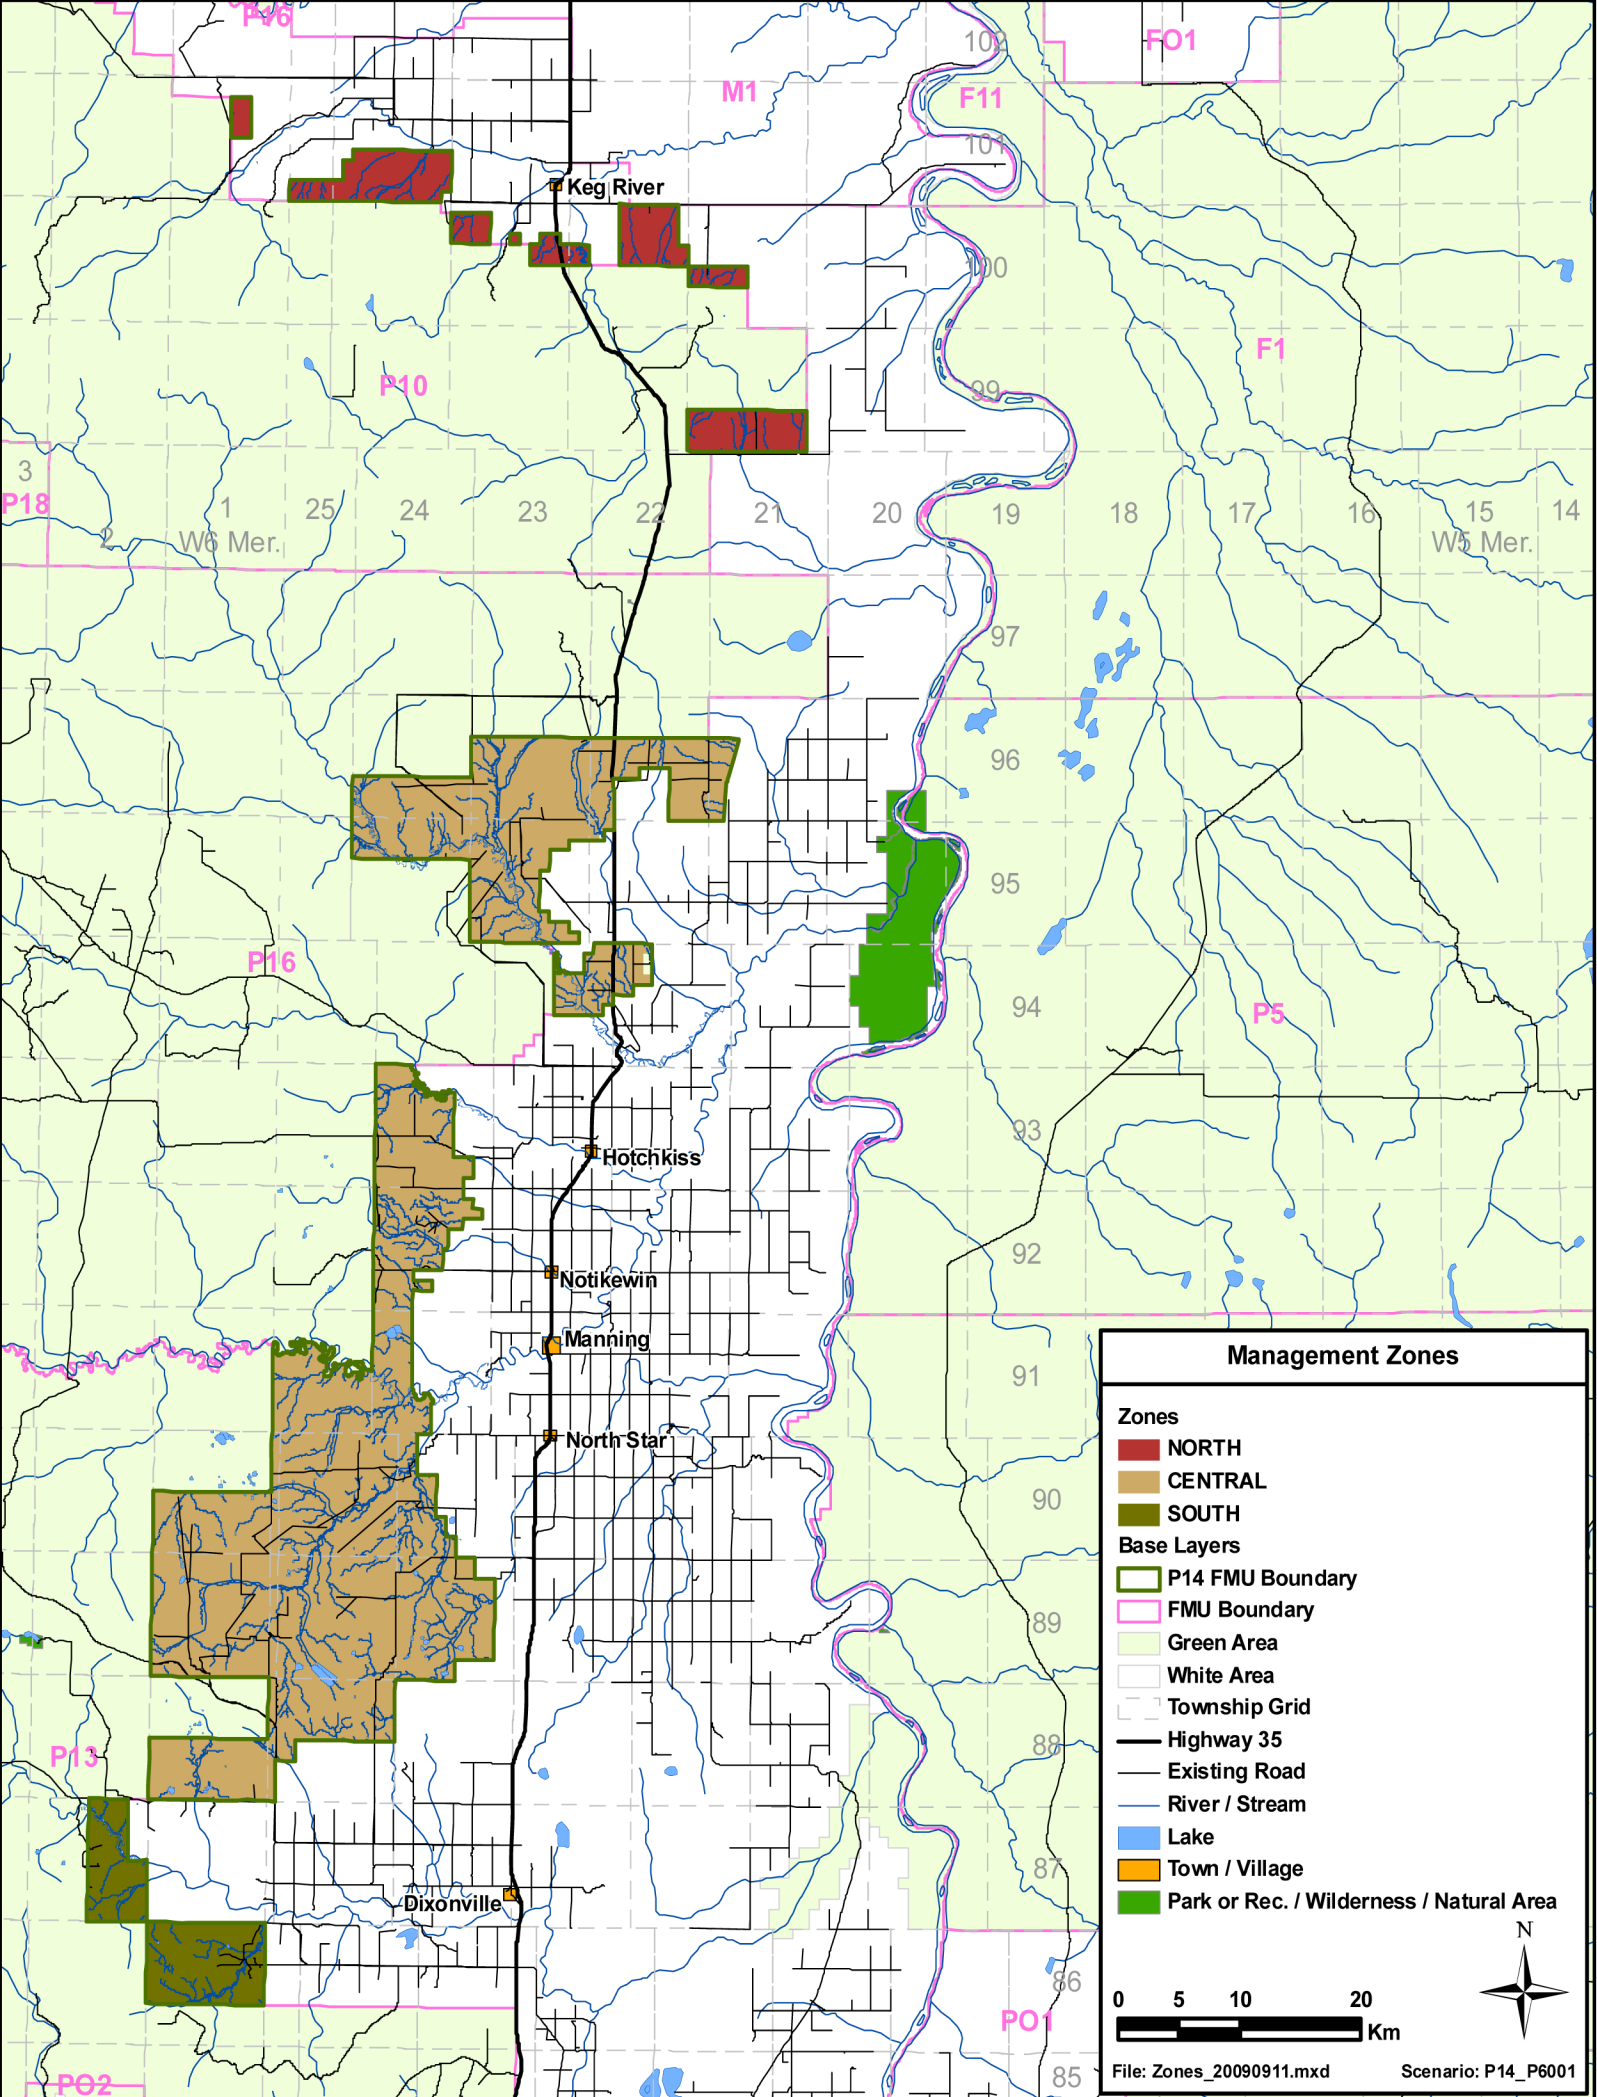 P16
102
FO1
M1
F11
101
Keg River
100
F1
P10
99
3
P18
1
25
24
23
22
21
20
19
18
17
16
15
14
2
W6 Mer.
W5 Mer.
97
96
95
P16
94
P5
93
Hotchkiss
92
Notikewin
Manning
91
North Star
90
89
88
P13
87
Dixonville
86
PO1
85
PO2
Management Zones
Zones
NORTH
CENTRAL
SOUTH
Base Layers
P14 FMU Boundary
FMU Boundary
Green Area
White Area
Township Grid
Highway 35
Existing Road
River / Stream
Lake
Town / Village
Park or Rec. / Wilderness / Natural Area
N
0 5 10 20
Km
File: Zones_20090911.mxd Scenario: P14_P6001